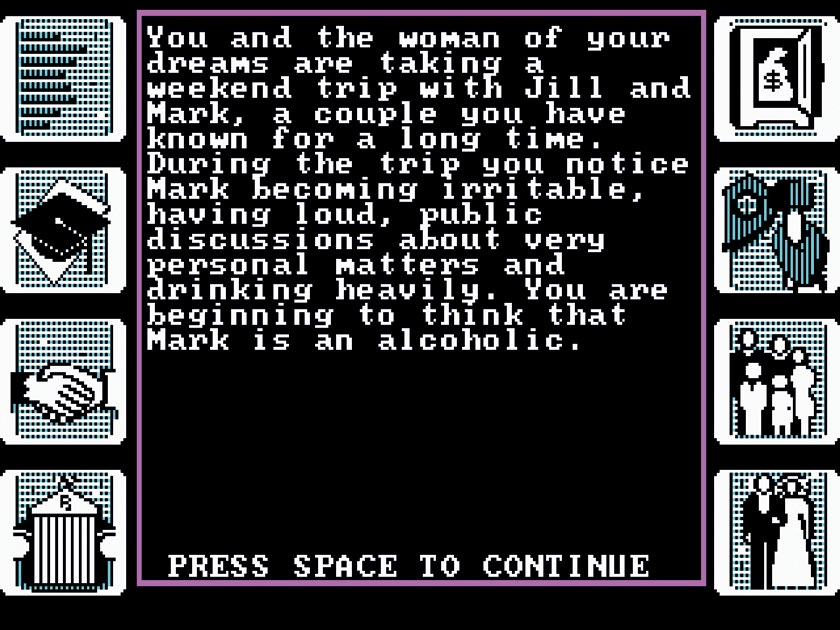 You and the woman of your
dreams are taking a
weekend trip with Jill and
Mark, a couple you have
known for a long time.
During the trip you notice
Mark becoming irritable,
having loud, public
discussions about very
personal matters and
drinking heavily. You are
beginning to think that
Mark is an alcoholic.
$
R
PRESS SPACE TO CONTINUE